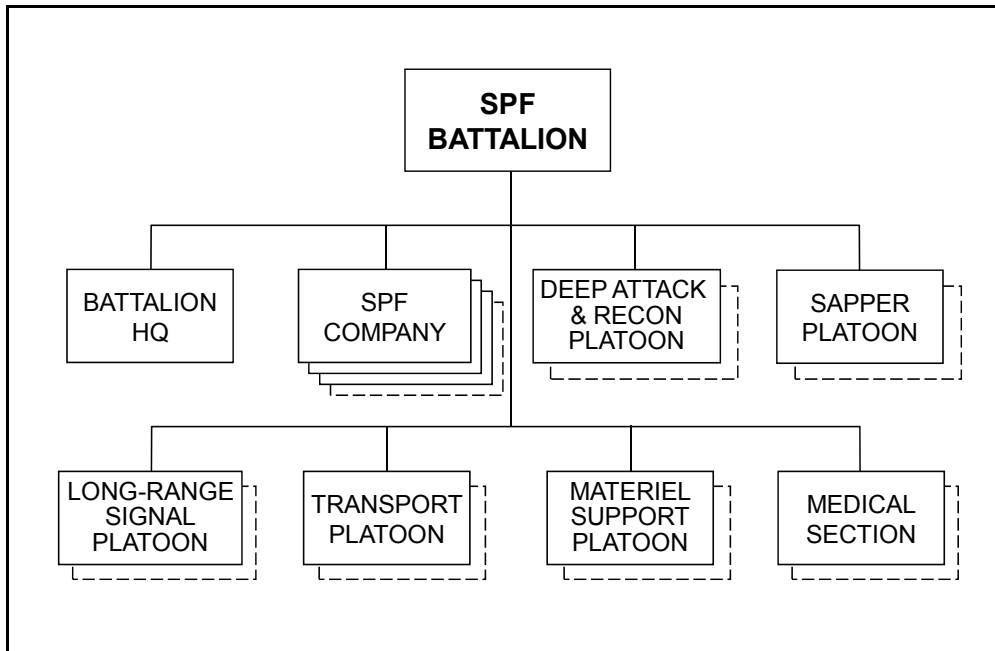 SPF
BATTALION
BATTALION
HQ
SPF
COMPANY
DEEP ATTACK
& RECON
PLATOON
SAPPER
PLATOON
LONG-RANGE
SIGNAL
PLATOON
TRANSPORT
PLATOON
MATERIEL
SUPPORT
PLATOON
MEDICAL
SECTION